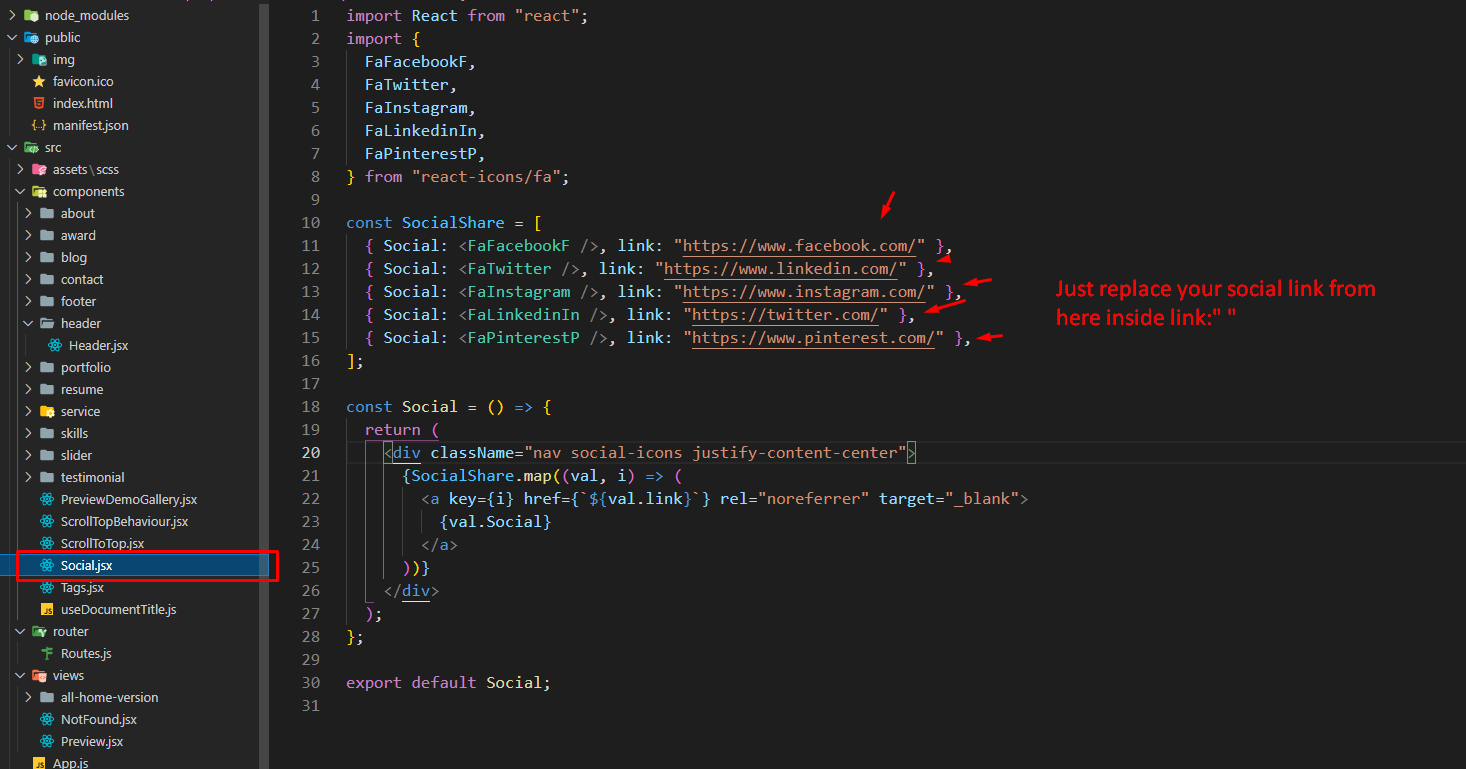 node_modules
public
img
favicon.ico
index.html
manifest.json
src
assets\scss
components
about
award
blog
contact
footer
header
Header.jsx
portfolio
resume
service
skills
slider
testimonial
PreviewDemoGallery.jsx
ScrollTopBehaviour.jsx
ScrollToTop.jsx
Social.jsx
Tags.jsx
useDocumentTitle.js
router
Routes.js
views
all-home-version
NotFound.jsx
Preview.jsx
App.js
1 import React from "react";
2 import {
3 FaFacebookF,
4 FaTwitter,
5 FaInstagram,
6 FaLinkedinIn,
7 FaPinterestP,
8 } from "react-icons/fa";
9
10 const SocialShare = [
11 { Social: <FaFacebookF />, link: "https://www.facebook.com/" },
12 { Social: <FaTwitter />, link: "https://www.linkedin.com/" },
13 { Social: <FaInstagram />, link: "https://www.instagram.com/" },
14 { Social: <FaLinkedinIn />, link: "https://twitter.com/" },
15 { Social: <FaPinterestP />, link: "https://www.pinterest.com/" },
16 ];
17
18 const Social = () => {
19 return (
20 <div className="nav social-icons justify-content-center">
21 {SocialShare.map((val, i) => (
22 <a key={i} href={`${val.link}`} rel="noreferrer" target="_blank">
23 {val.Social}
24 </a>
25 ))}
26 </div>
27 );
28 };
29
30 export default Social;
31
Just replace your social link from
here inside link:" "